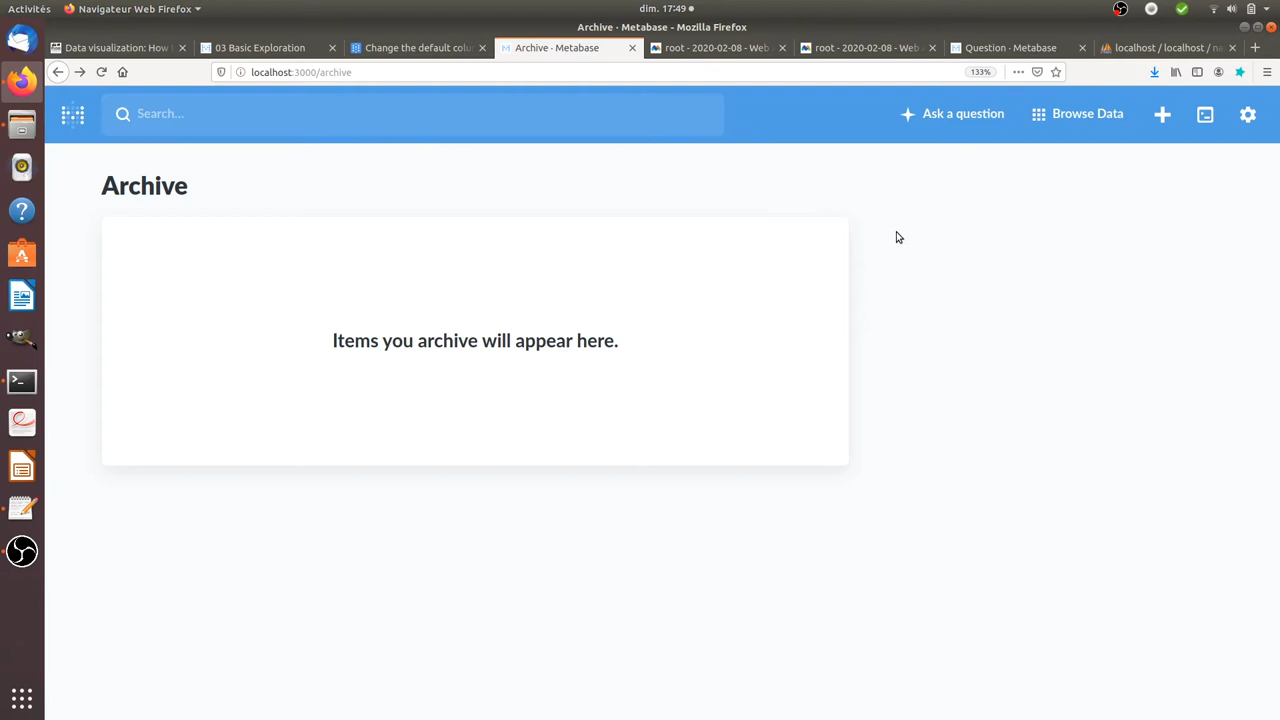 Activités
Navigateur Web Firefox
dim. 17:49
Archive - Metabase - Mozilla Firefox
Data visualization: How
03 Basic Exploration
Change the default colu
Archive · Metabase
root - 2020-02-08 - Web
root - 2020-02-08 - Web
Question · Metabase
localhost / localhost / na
localhost:3000/archive
133%
Search...
Ask a question
Browse Data
Archive
Items you archive will appear here.